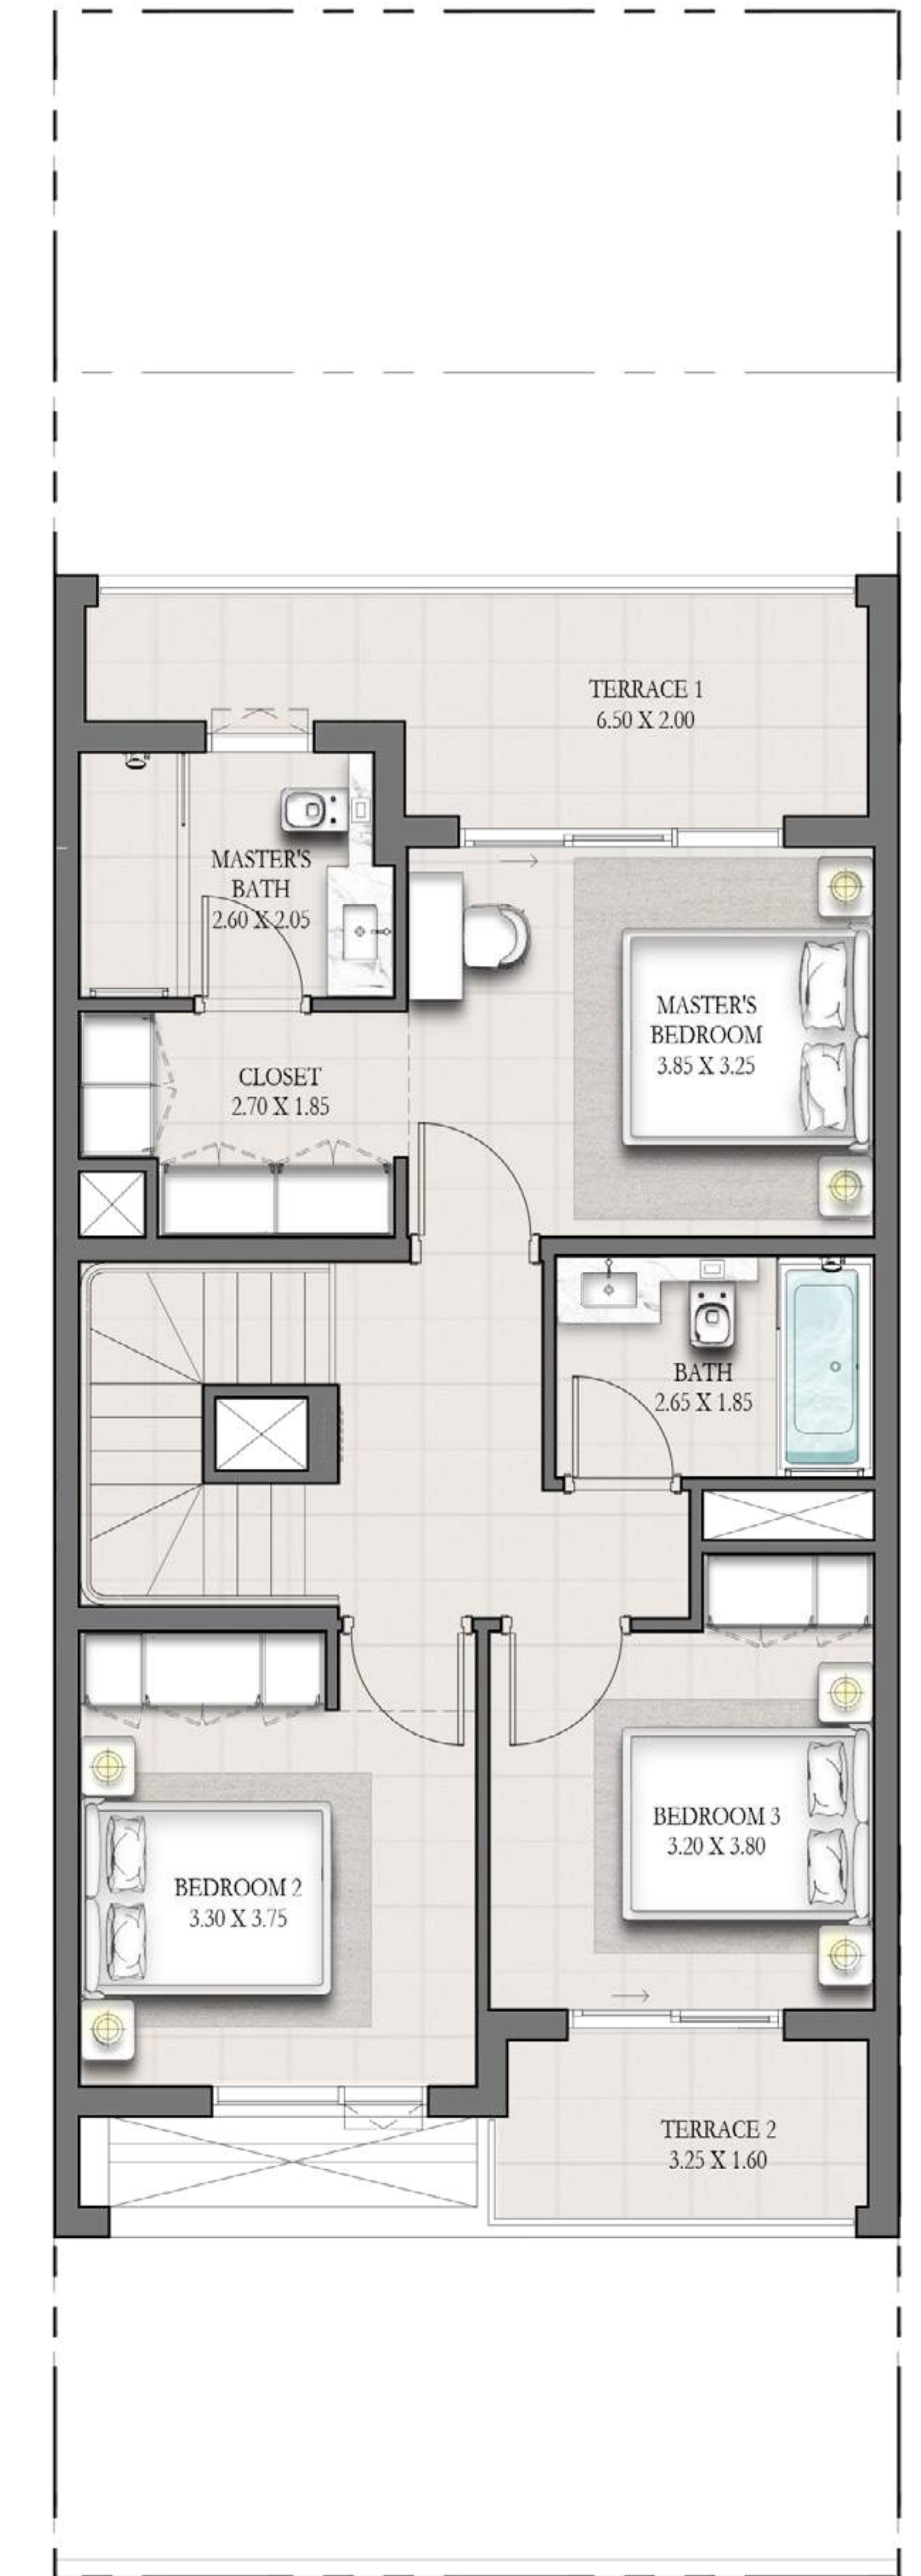 TERRACE 1
6.50 X 2.00
MASTER'S
BATH
2.60 X 2.05
MASTER'S
BEDROOM
3.85 X 3.25
CLOSET
2.70 X 1.85
BATH
2.65 X 1.85
BEDROOM 3
3.20 X 3.80
BEDROOM 2
3.30 X 3.75
TERRACE 2
3.25 X 1.60